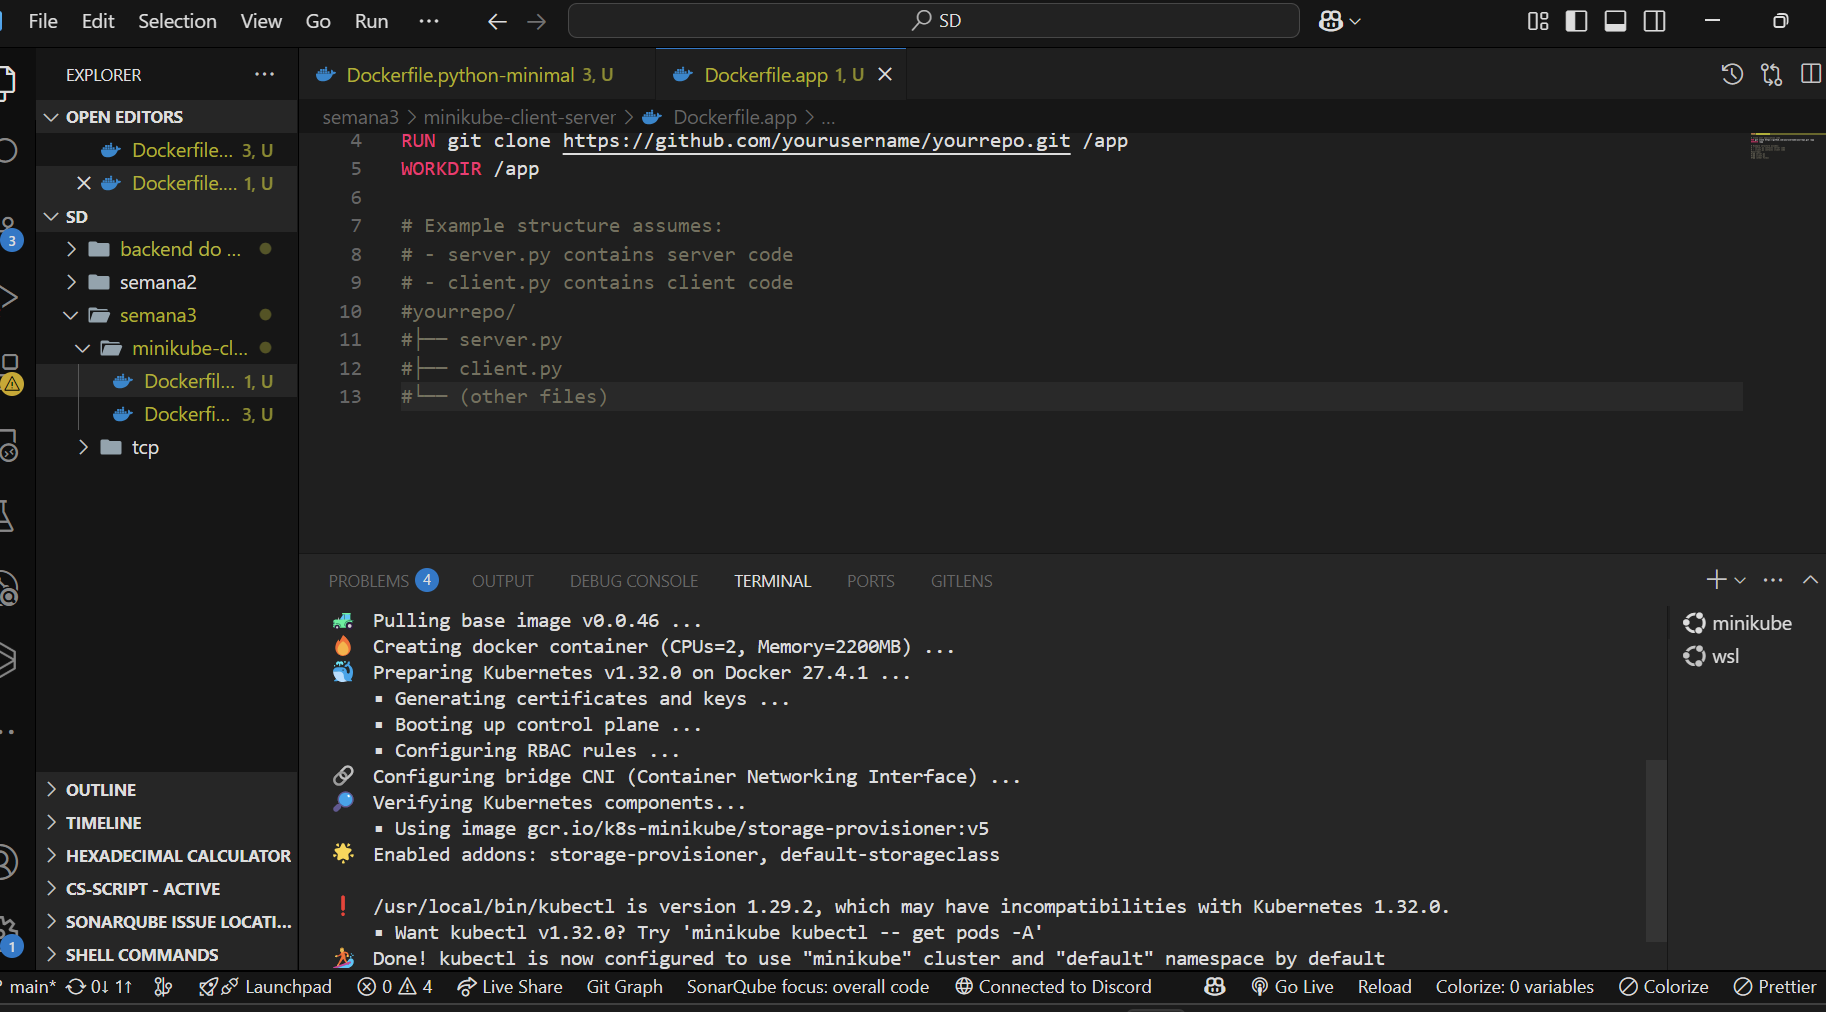 File Edit Selection View Go Run ··· SD
EXPLORER ···
OPEN EDITORS
Dockerfile... 3, U
Dockerfile.... 1, U
SD
backend do ...
semana2
semana3
minikube-cl...
Dockerfil... 1, U
Dockerfi... 3, U
tcp
OUTLINE
TIMELINE
HEXADECIMAL CALCULATOR
CS-SCRIPT - ACTIVE
SONARQUBE ISSUE LOCATI...
SHELL COMMANDS
3
1
Dockerfile.python-minimal 3, U Dockerfile.app 1, U
semana3 > minikube-client-server > Dockerfile.app > ...
4 RUN git clone https://github.com/yourusername/yourrepo.git /app
5 WORKDIR /app
6
7 # Example structure assumes:
8 # - server.py contains server code
9 # - client.py contains client code
10 #yourrepo/
11 #├── server.py
12 #├── client.py
13 #└── (other files)
PROBLEMS 4 OUTPUT DEBUG CONSOLE TERMINAL PORTS GITLENS
Pulling base image v0.0.46 ...
Creating docker container (CPUs=2, Memory=2200MB) ...
Preparing Kubernetes v1.32.0 on Docker 27.4.1 ...
▪ Generating certificates and keys ...
▪ Booting up control plane ...
▪ Configuring RBAC rules ...
Configuring bridge CNI (Container Networking Interface) ...
Verifying Kubernetes components...
▪ Using image gcr.io/k8s-minikube/storage-provisioner:v5
Enabled addons: storage-provisioner, default-storageclass
❗ /usr/local/bin/kubectl is version 1.29.2, which may have incompatibilities with Kubernetes 1.32.0.
▪ Want kubectl v1.32.0? Try 'minikube kubectl -- get pods -A'
Done! kubectl is now configured to use "minikube" cluster and "default" namespace by default
minikube
wsl
main* 0↓ 1↑ Launchpad 0 4 Live Share Git Graph SonarQube focus: overall code Connected to Discord Go Live Reload Colorize: 0 variables Colorize Prettier